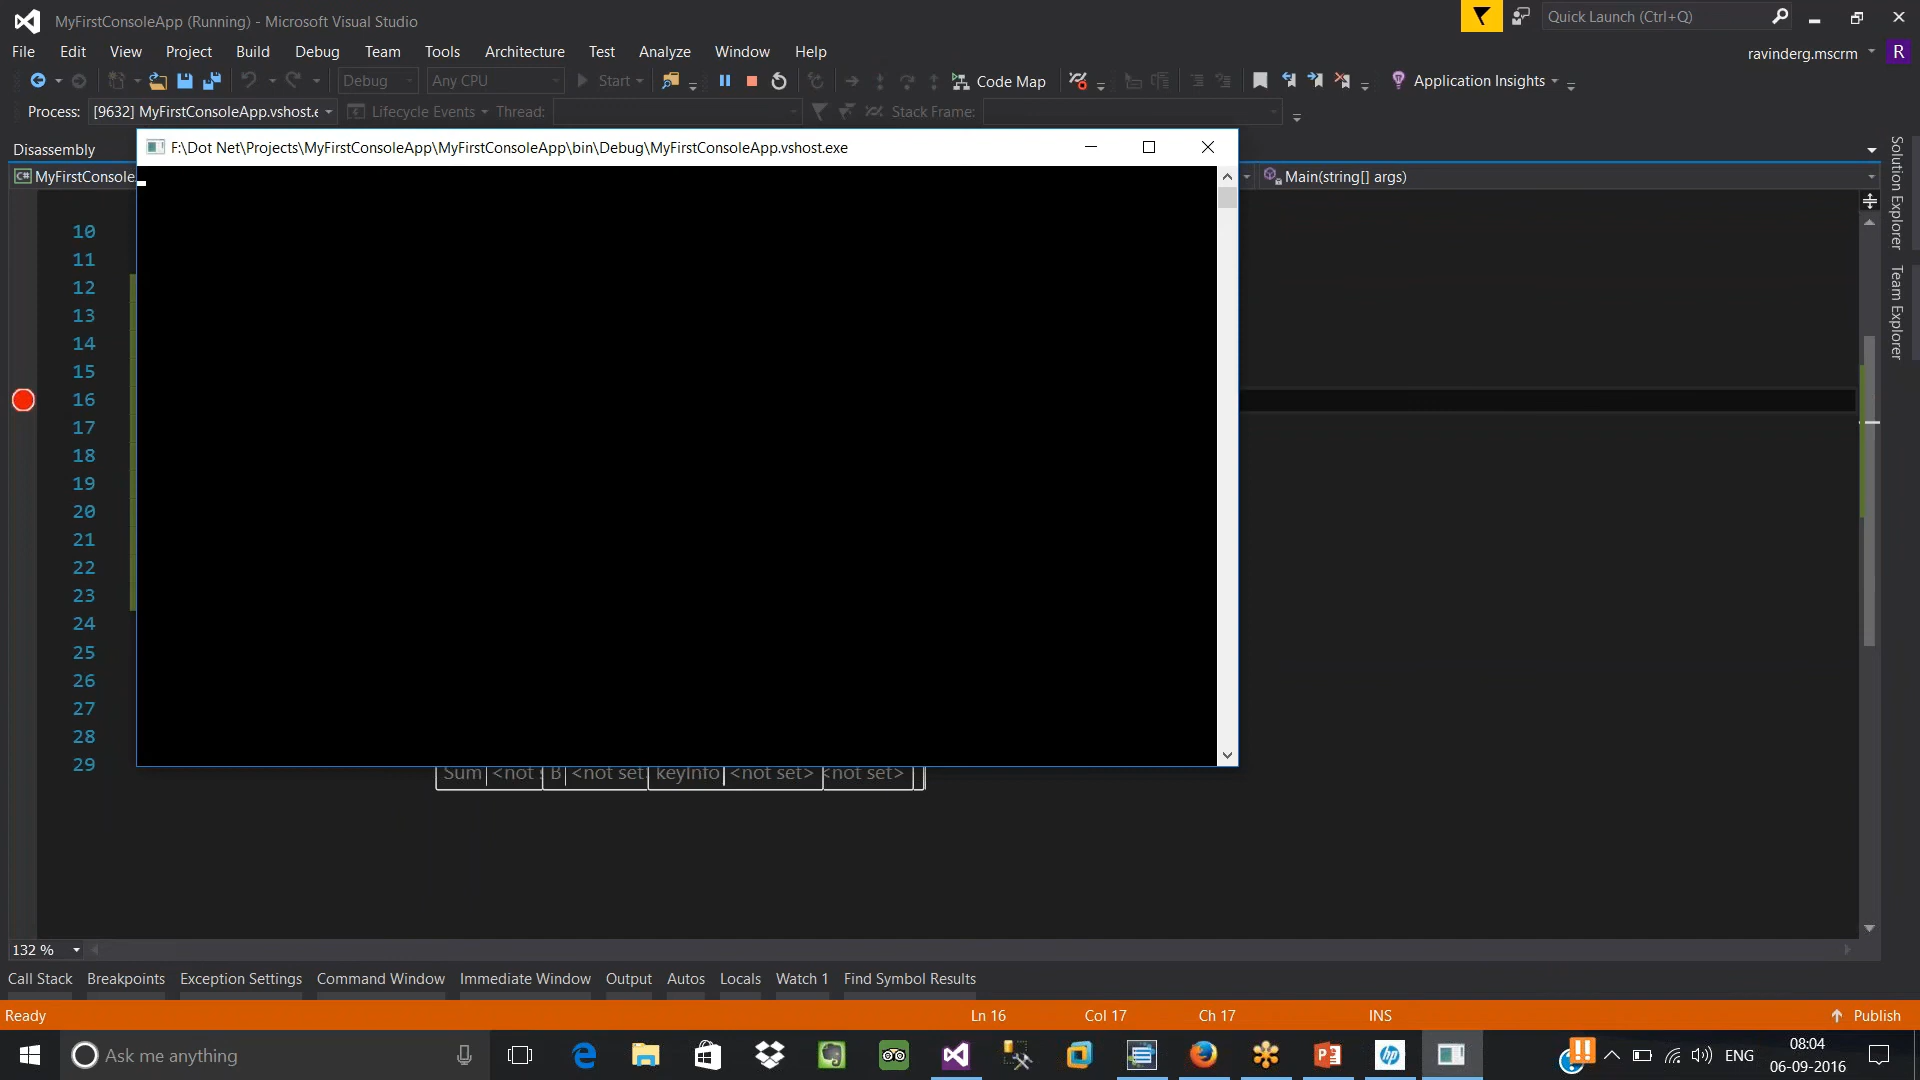 MyFirstConsoleApp (Running) - Microsoft Visual Studio
Quick Launch (Ctrl+Q)
File Edit View Project Build Debug Team Tools Architecture Test Analyze Window Help
ravinderg.mscrm R
Debug Any CPU Start Code Map Application Insights
Process: [9632] MyFirstConsoleApp.vshost.e Lifecycle Events Thread: Stack Frame:
Disassembly
F:\Dot Net\Projects\MyFirstConsoleApp\MyFirstConsoleApp\bin\Debug\MyFirstConsoleApp.vshost.exe
C# MyFirstConsole
Main(string[] args)
Solution Explorer
Team Explorer
10
11
12
13
14
15
16
17
18
19
20
21
22
23
24
25
26
27
28
29
Sum <not B <not set keyInfo <not set> <not set>
132 %
Call Stack Breakpoints Exception Settings Command Window Immediate Window Output Autos Locals Watch 1 Find Symbol Results
Ready Ln 16 Col 17 Ch 17 INS Publish
Ask me anything
ENG
08:04
06-09-2016